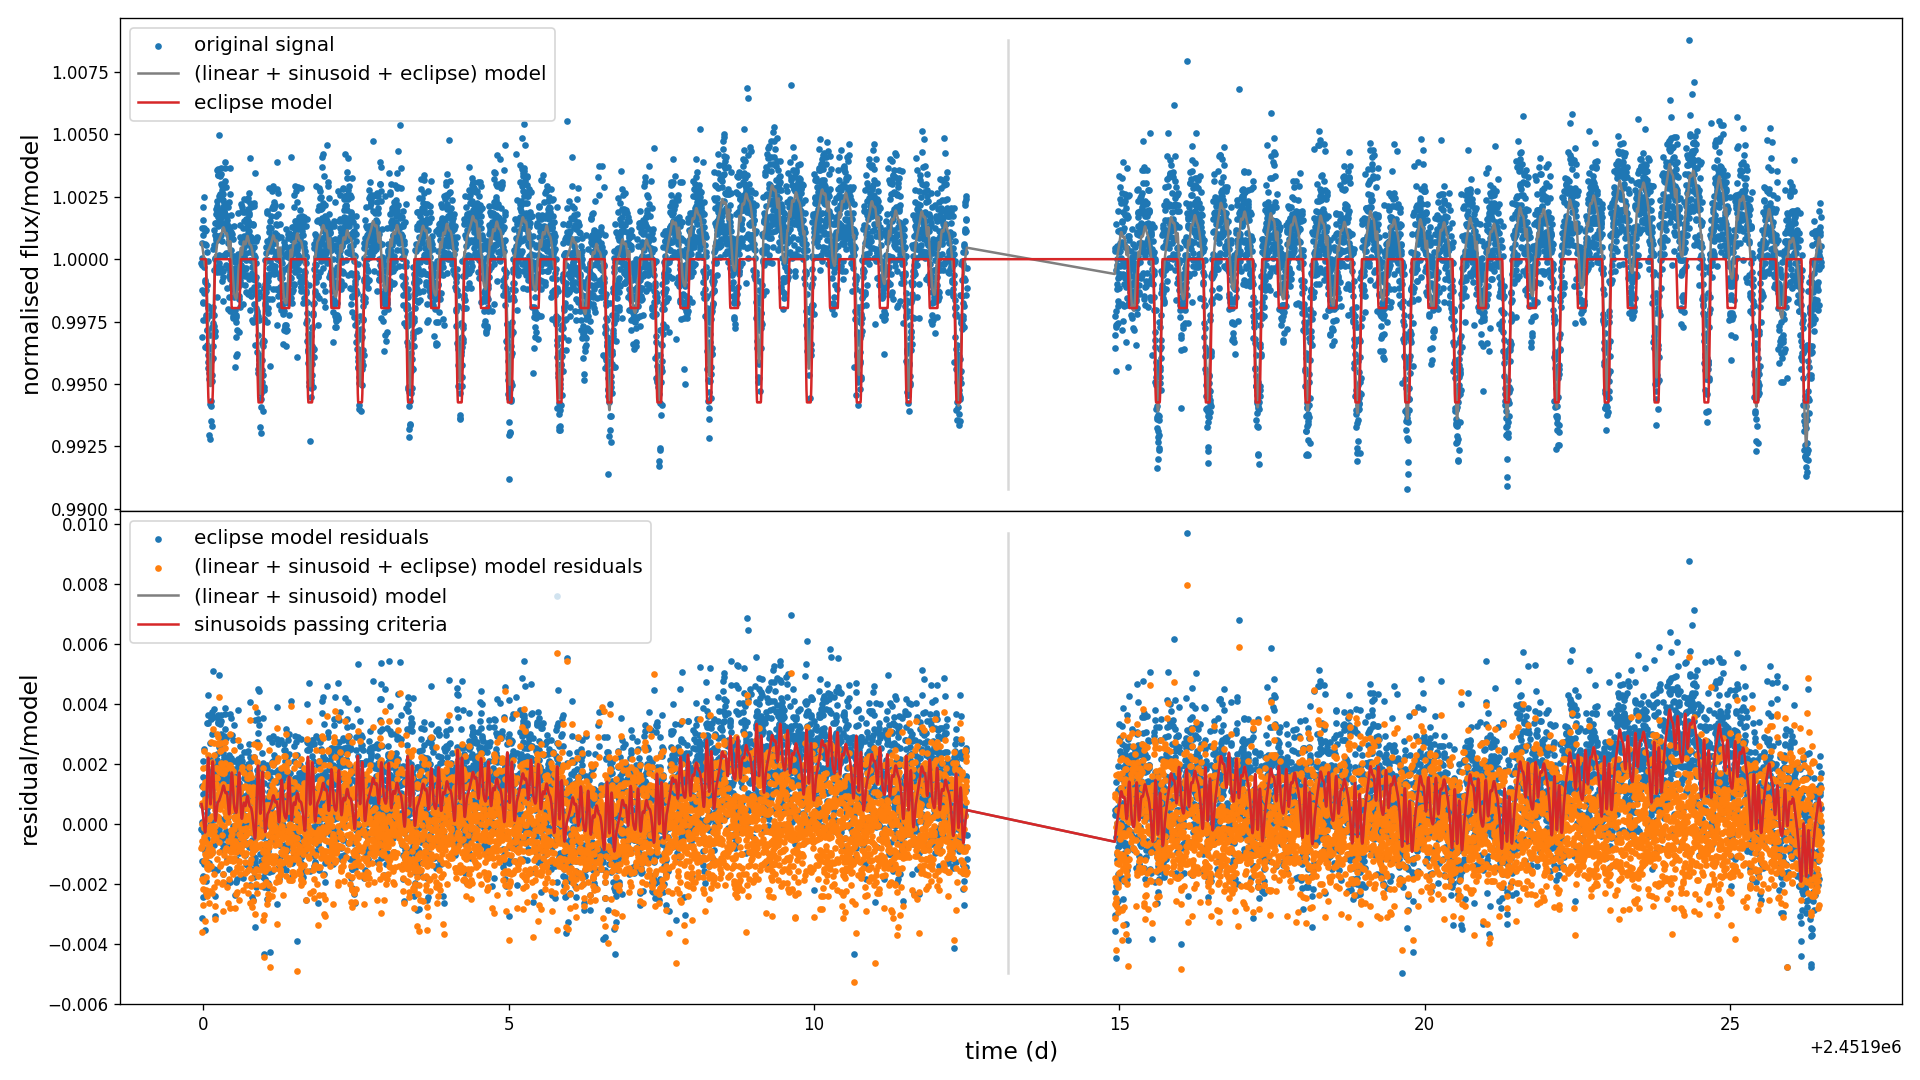 original signal
(linear + sinusoid + eclipse) model
eclipse model
normalised flux/model
1.0075
1.0050
1.0025
1.0000
0.9975
0.9950
0.9925
0.9900
eclipse model residuals
(linear + sinusoid + eclipse) model residuals
(linear + sinusoid) model
sinusoids passing criteria
residual/model
0.010
0.008
0.006
0.004
0.002
0.000
−0.002
−0.004
−0.006
0 5 10 15 20 25
time (d)
+2.4519e6